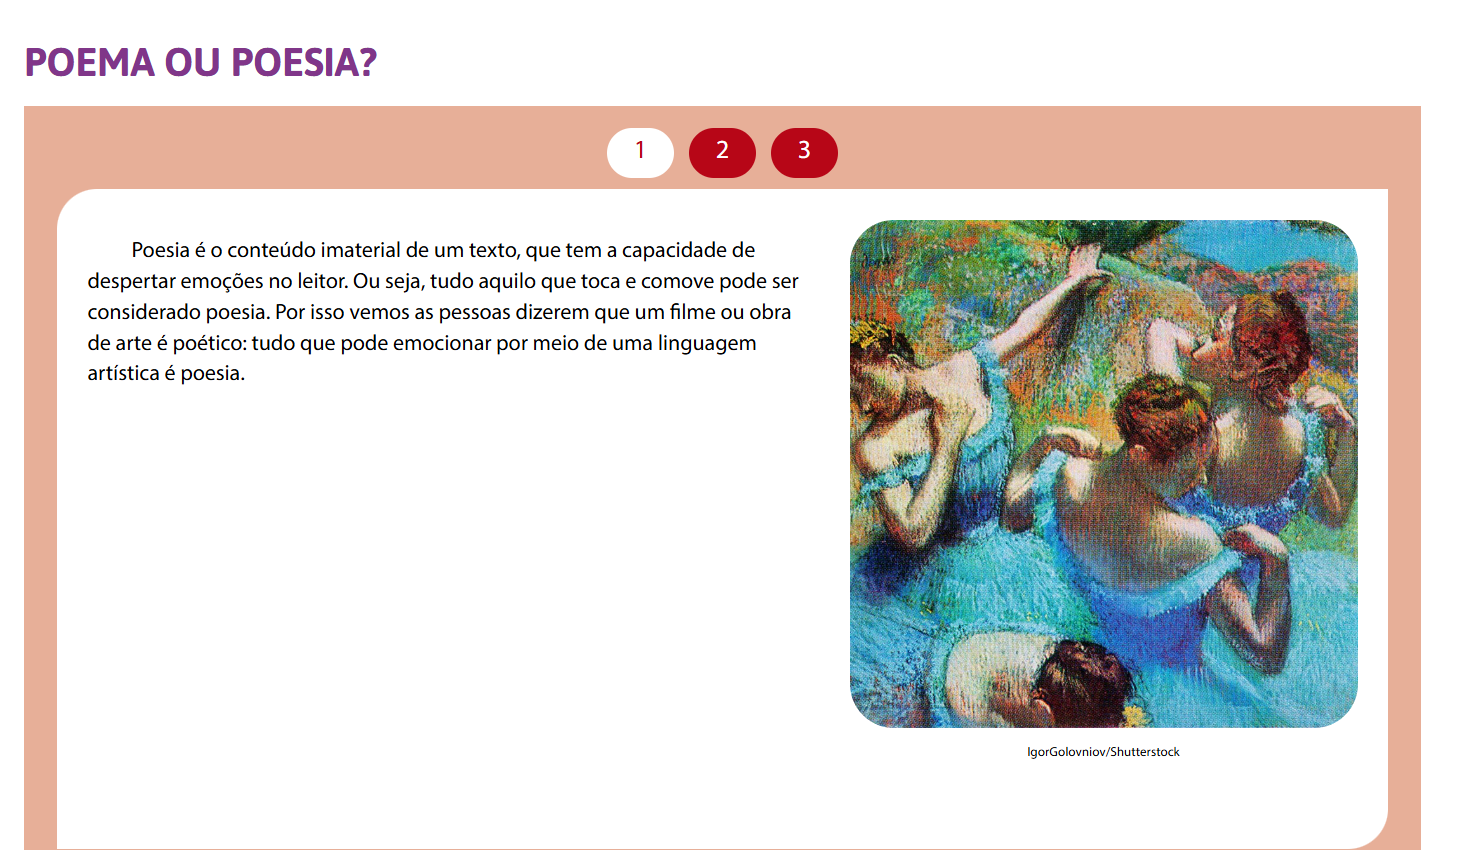 POEMA OU POESIA?
1 2 3
Poesia é o conteúdo imaterial de um texto, que tem a capacidade de
despertar emoções no leitor. Ou seja, tudo aquilo que toca e comove pode ser
considerado poesia. Por isso vemos as pessoas dizerem que um filme ou obra
de arte é poético: tudo que pode emocionar por meio de uma linguagem
artística é poesia.
IgorGolovniov/Shutterstock